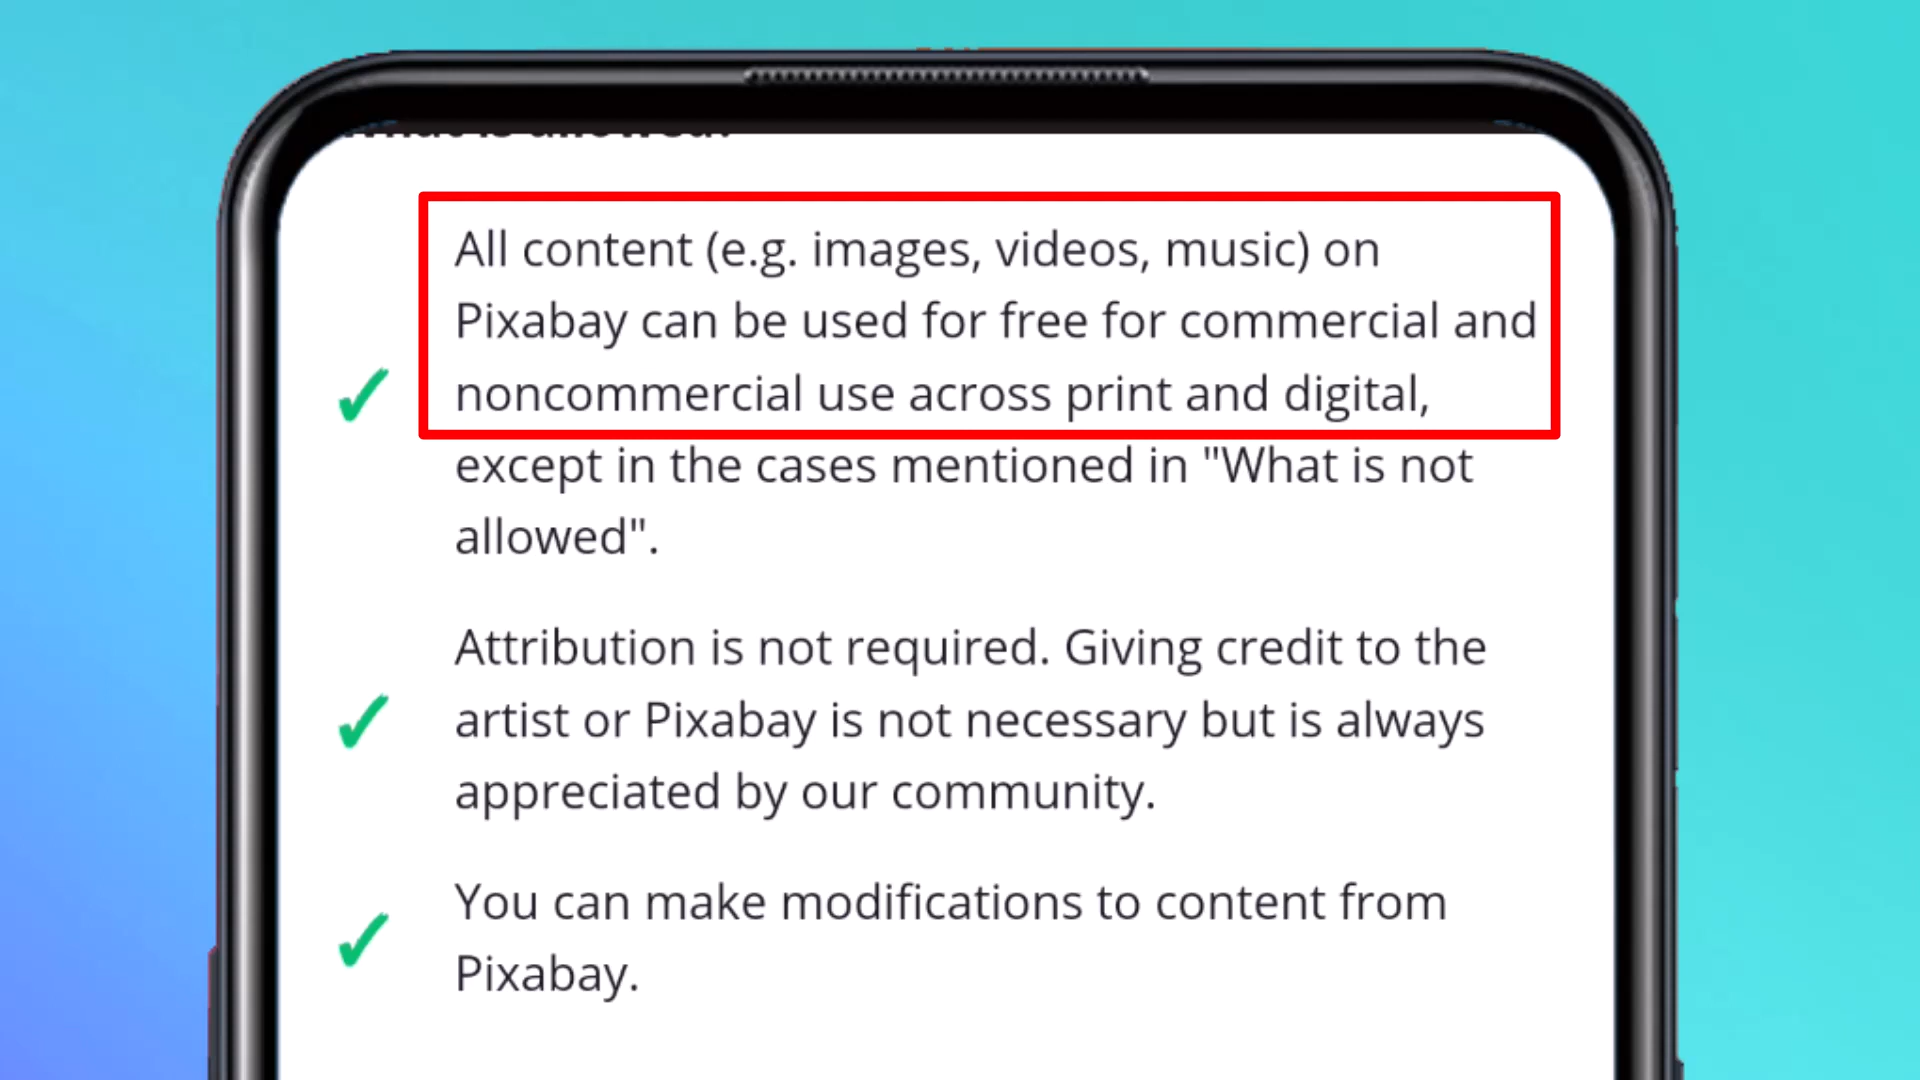 All content (e.g. images, videos, music) on
Pixabay can be used for free for commercial and
noncommercial use across print and digital,
except in the cases mentioned in "What is not
allowed".
Attribution is not required. Giving credit to the
artist or Pixabay is not necessary but is always
appreciated by our community.
You can make modifications to content from
Pixabay.